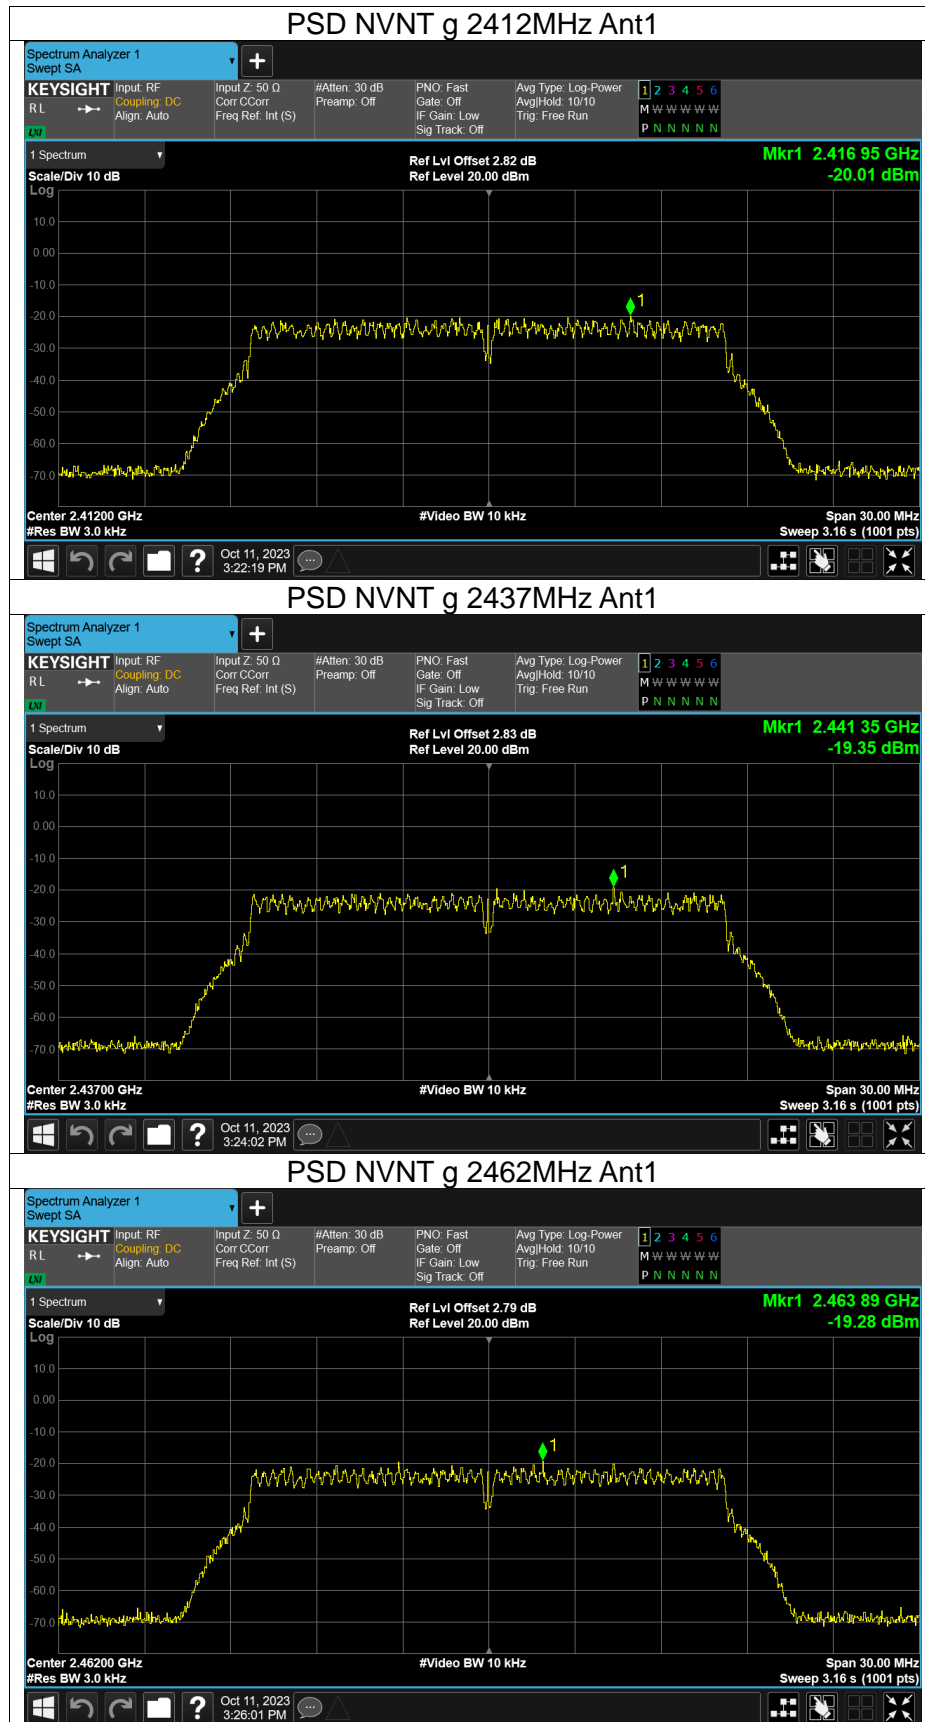 PSD NVNT g 2412MHz Ant1
Spectrum Analyzer 1
Swept SA
KEYSIGHT
RL
LXI
Input: RF
Coupling: DC
Align: Auto
Input Z: 50 Ω
Corr CCorr
Freq Ref: Int (S)
#Atten: 30 dB
Preamp: Off
PNO: Fast
Gate: Off
IF Gain: Low
Sig Track: Off
Avg Type: Log-Power
Avg|Hold: 10/10
Trig: Free Run
1 2 3 4 5 6
M W W W W W
P N N N N N
1 Spectrum
Scale/Div 10 dB
Ref Lvl Offset 2.82 dB
Ref Level 20.00 dBm
Mkr1 2.416 95 GHz
-20.01 dBm
Log
10.0
0.00
-10.0
-20.0
-30.0
-40.0
-50.0
-60.0
-70.0
1
Center 2.41200 GHz
#Res BW 3.0 kHz
#Video BW 10 kHz
Span 30.00 MHz
Sweep 3.16 s (1001 pts)
?
Oct 11, 2023
3:22:19 PM
PSD NVNT g 2437MHz Ant1
Spectrum Analyzer 1
Swept SA
KEYSIGHT
RL
LXI
Input: RF
Coupling: DC
Align: Auto
Input Z: 50 Ω
Corr CCorr
Freq Ref: Int (S)
#Atten: 30 dB
Preamp: Off
PNO: Fast
Gate: Off
IF Gain: Low
Sig Track: Off
Avg Type: Log-Power
Avg|Hold: 10/10
Trig: Free Run
1 2 3 4 5 6
M W W W W W
P N N N N N
1 Spectrum
Scale/Div 10 dB
Ref Lvl Offset 2.83 dB
Ref Level 20.00 dBm
Mkr1 2.441 35 GHz
-19.35 dBm
Log
10.0
0.00
-10.0
-20.0
-30.0
-40.0
-50.0
-60.0
-70.0
1
Center 2.43700 GHz
#Res BW 3.0 kHz
#Video BW 10 kHz
Span 30.00 MHz
Sweep 3.16 s (1001 pts)
?
Oct 11, 2023
3:24:02 PM
PSD NVNT g 2462MHz Ant1
Spectrum Analyzer 1
Swept SA
KEYSIGHT
RL
LXI
Input: RF
Coupling: DC
Align: Auto
Input Z: 50 Ω
Corr CCorr
Freq Ref: Int (S)
#Atten: 30 dB
Preamp: Off
PNO: Fast
Gate: Off
IF Gain: Low
Sig Track: Off
Avg Type: Log-Power
Avg|Hold: 10/10
Trig: Free Run
1 2 3 4 5 6
M W W W W W
P N N N N N
1 Spectrum
Scale/Div 10 dB
Ref Lvl Offset 2.79 dB
Ref Level 20.00 dBm
Mkr1 2.463 89 GHz
-19.28 dBm
Log
10.0
0.00
-10.0
-20.0
-30.0
-40.0
-50.0
-60.0
-70.0
1
Center 2.46200 GHz
#Res BW 3.0 kHz
#Video BW 10 kHz
Span 30.00 MHz
Sweep 3.16 s (1001 pts)
?
Oct 11, 2023
3:26:01 PM